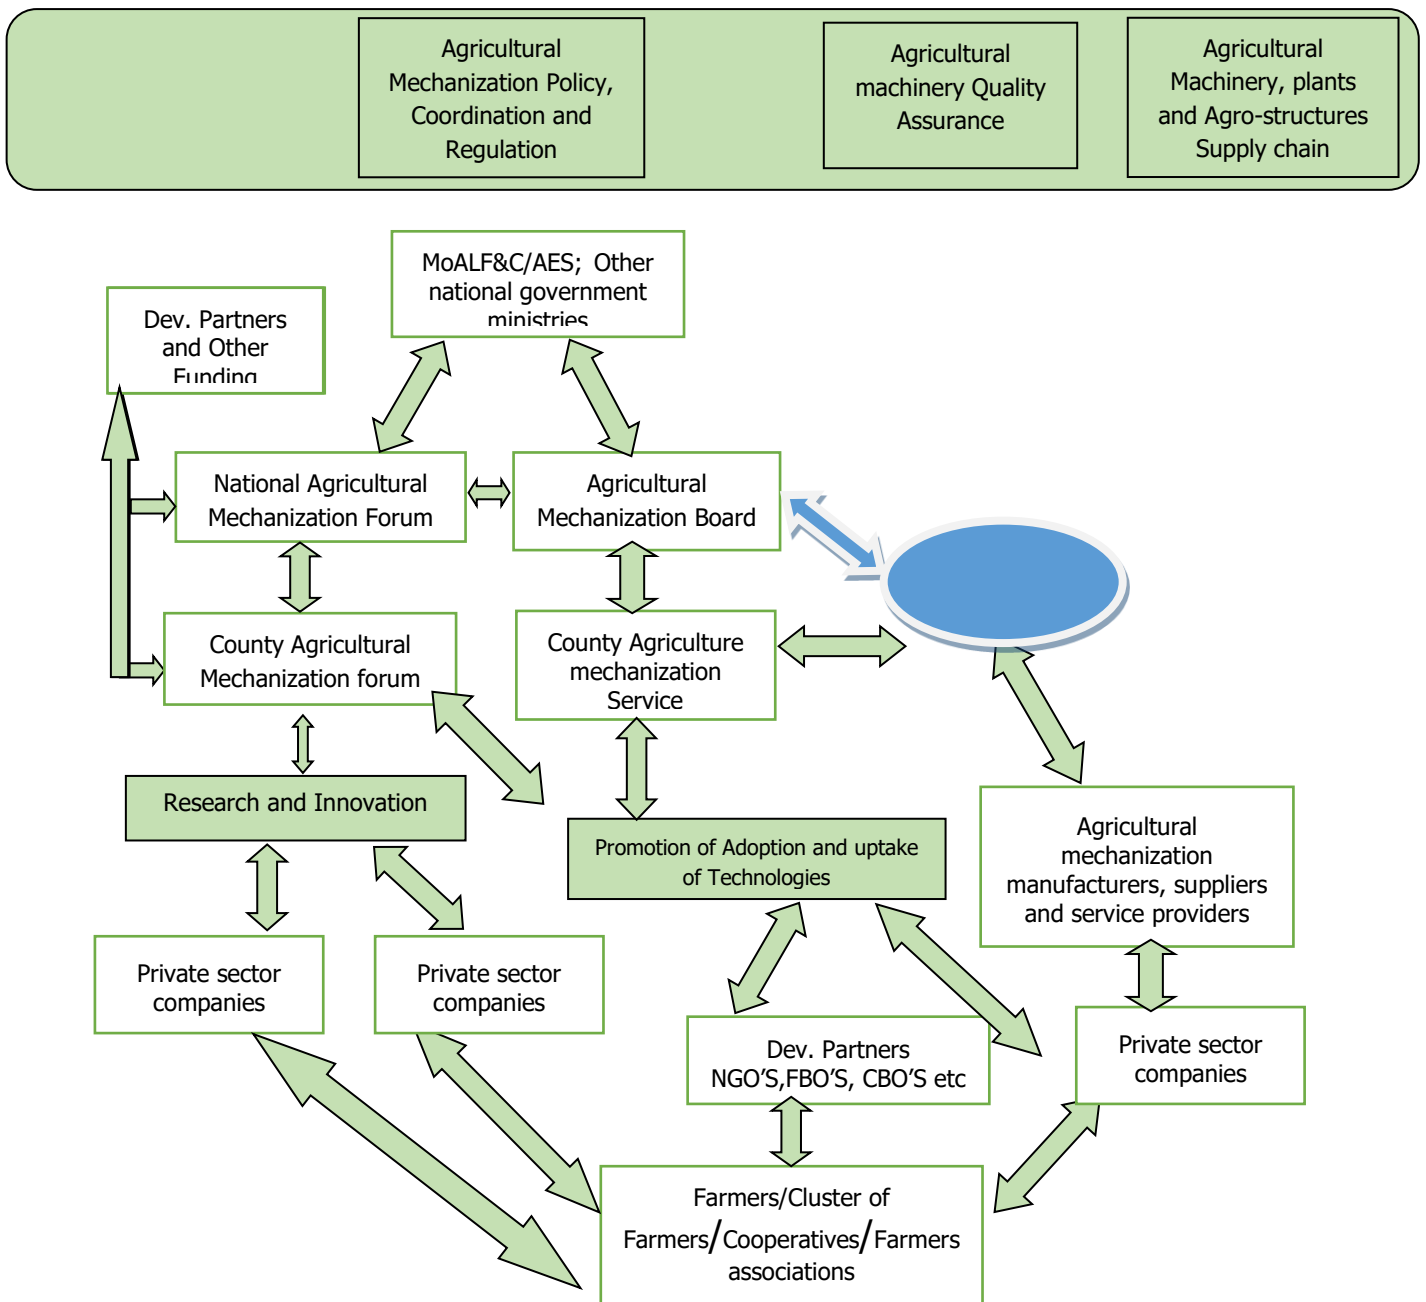 Agricultural
Mechanization Policy,
Coordination and
Regulation
Agricultural
machinery Quality
Assurance
Agricultural
Machinery, plants
and Agro-structures
Supply chain
MoALF&C/AES; Other
national government
ministries
Dev. Partners
and Other
Funding
National Agricultural
Mechanization Forum
Agricultural
Mechanization Board
County Agricultural
Mechanization forum
County Agriculture
mechanization
Service
Research and Innovation
Promotion of Adoption and uptake
of Technologies
Agricultural
mechanization
manufacturers, suppliers
and service providers
Private sector
companies
Private sector
companies
Dev. Partners
NGO'S,FBO'S, CBO'S etc
Private sector
companies
Farmers/Cluster of
Farmers/Cooperatives/Farmers
associations